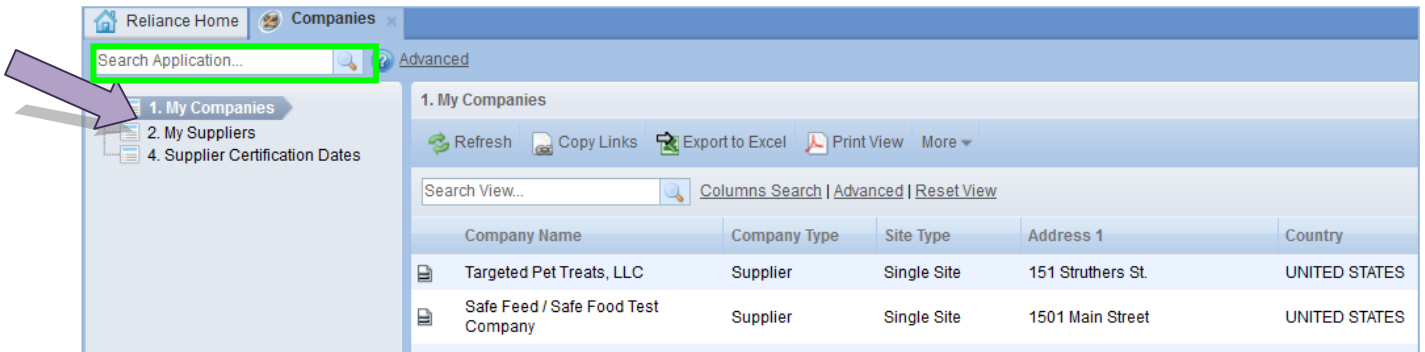 Reliance Home
Companies
Search Application...
Advanced
1. My Companies
2. My Suppliers
4. Supplier Certification Dates
1. My Companies
Refresh Copy Links Export to Excel Print View More
Search View... Columns Search | Advanced | Reset View
Company Name Company Type Site Type Address 1 Country
Targeted Pet Treats, LLC Supplier Single Site 151 Struthers St. UNITED STATES
Safe Feed / Safe Food Test
Company Supplier Single Site 1501 Main Street UNITED STATES